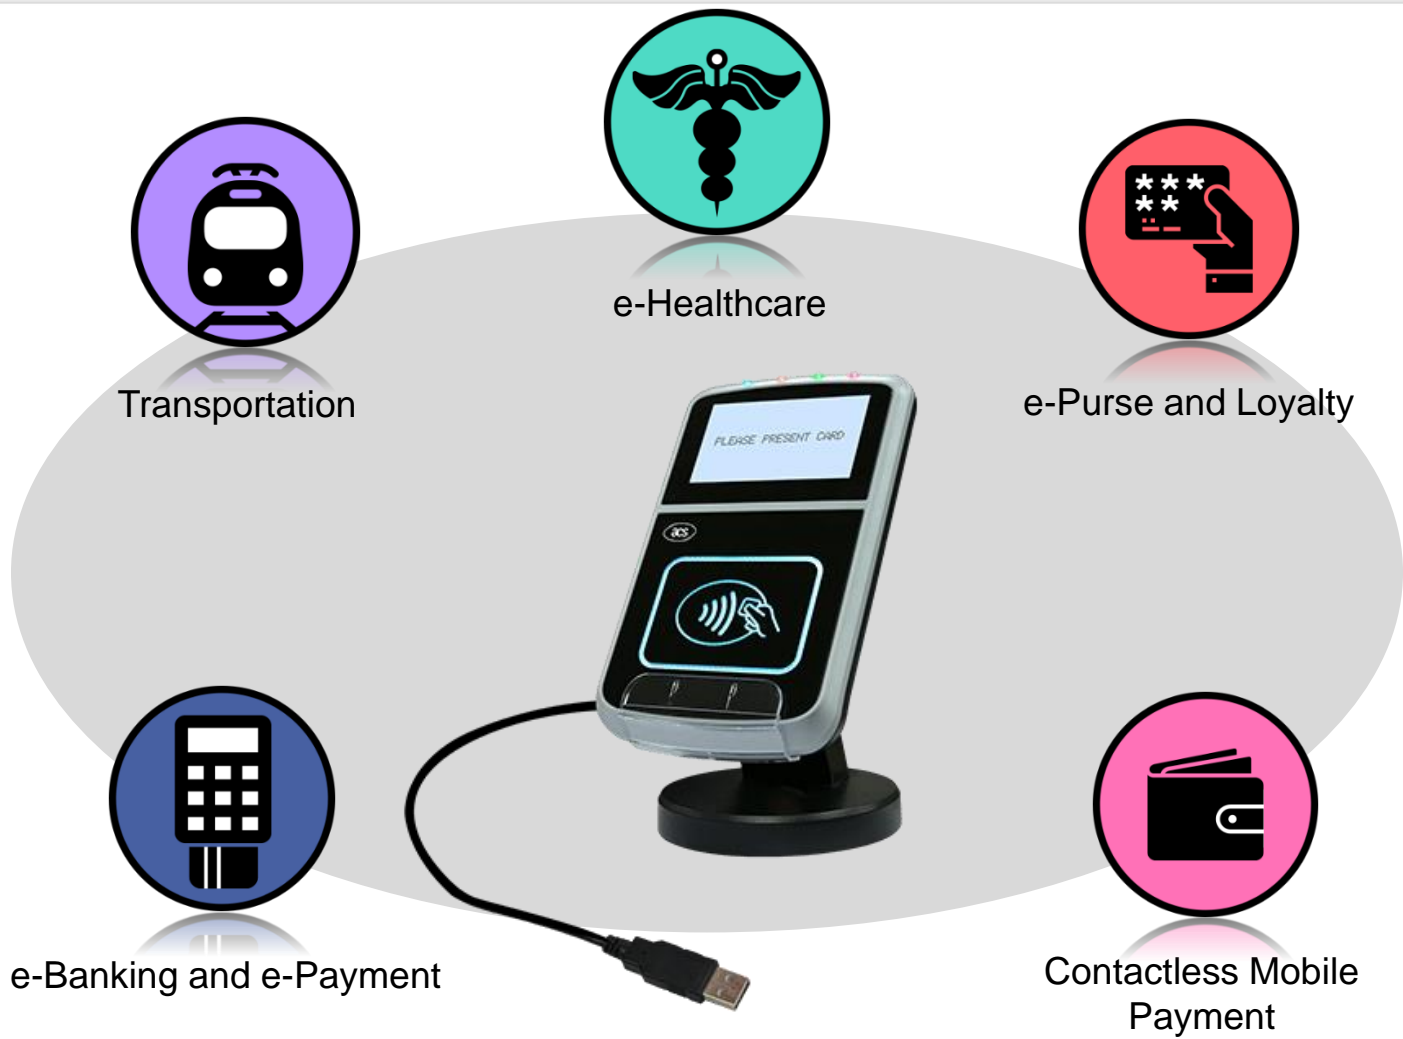 e-Healthcare
Transportation
e-Purse and Loyalty
PLEASE PRESENT CARD
acs
***
**
e-Banking and e-Payment
Contactless Mobile
Payment